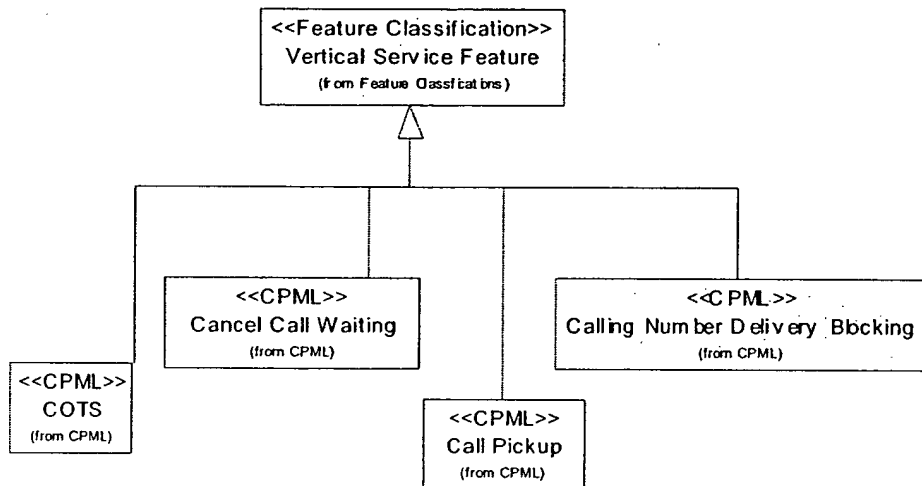 <<Feature Classification>>
Vertical Service Feature
(from Feature Classfications)
<<CPML>>
Cancel Call Waiting
(from CPML)
<<CPML>>
Calling Number Delivery Blocking
(from CPML)
<<CPML>>
COTS
(from CPML)
<<CPML>>
Call Pickup
(from CPML)